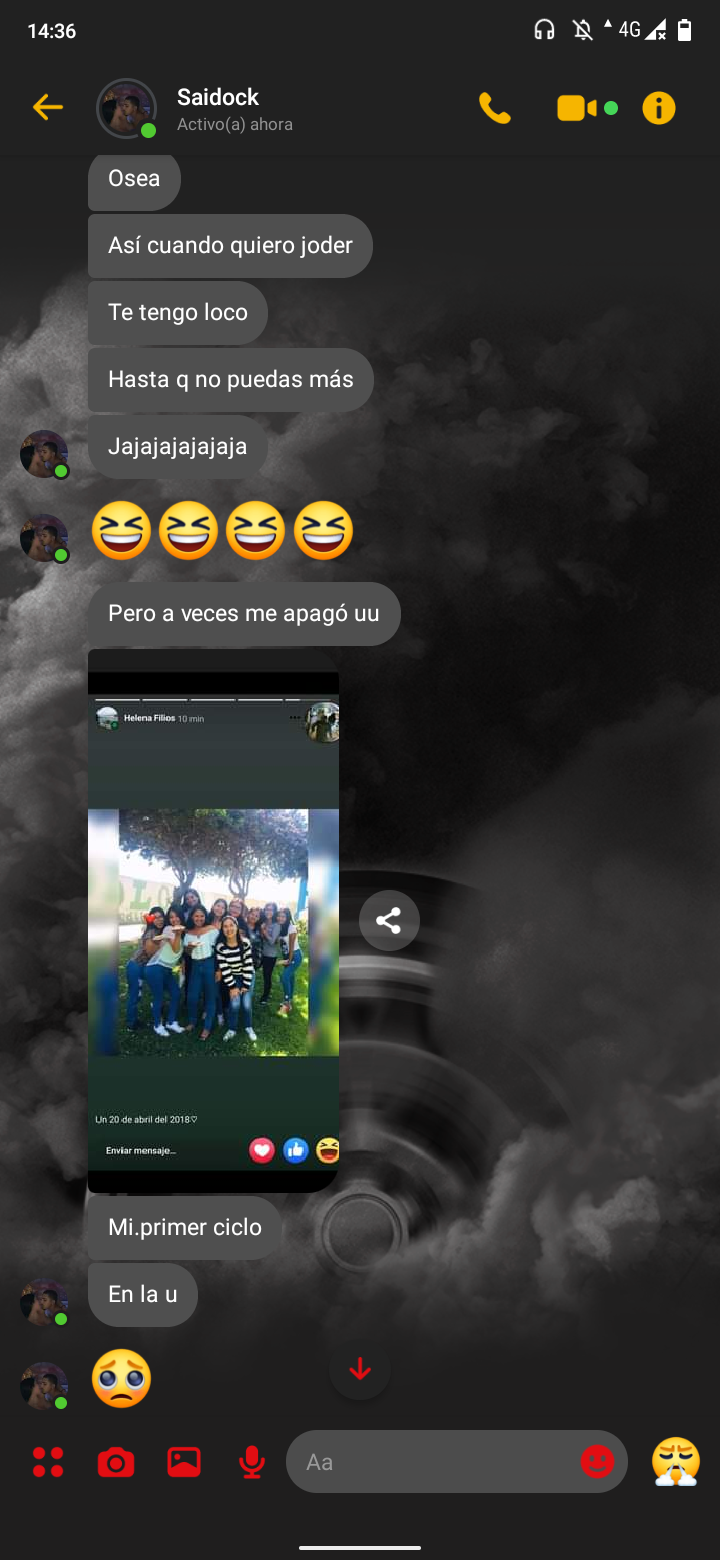 14:36
4G
Saidock
Activo(a) ahora
Osea
Así cuando quiero joder
Te tengo loco
Hasta q no puedas más
Jajajajajajaja
Pero a veces me apagó uu
Helena Filios 10 min
Un 20 de abril del 2018♡
Enviar mensaje...
Mi.primer ciclo
En la u
Aa